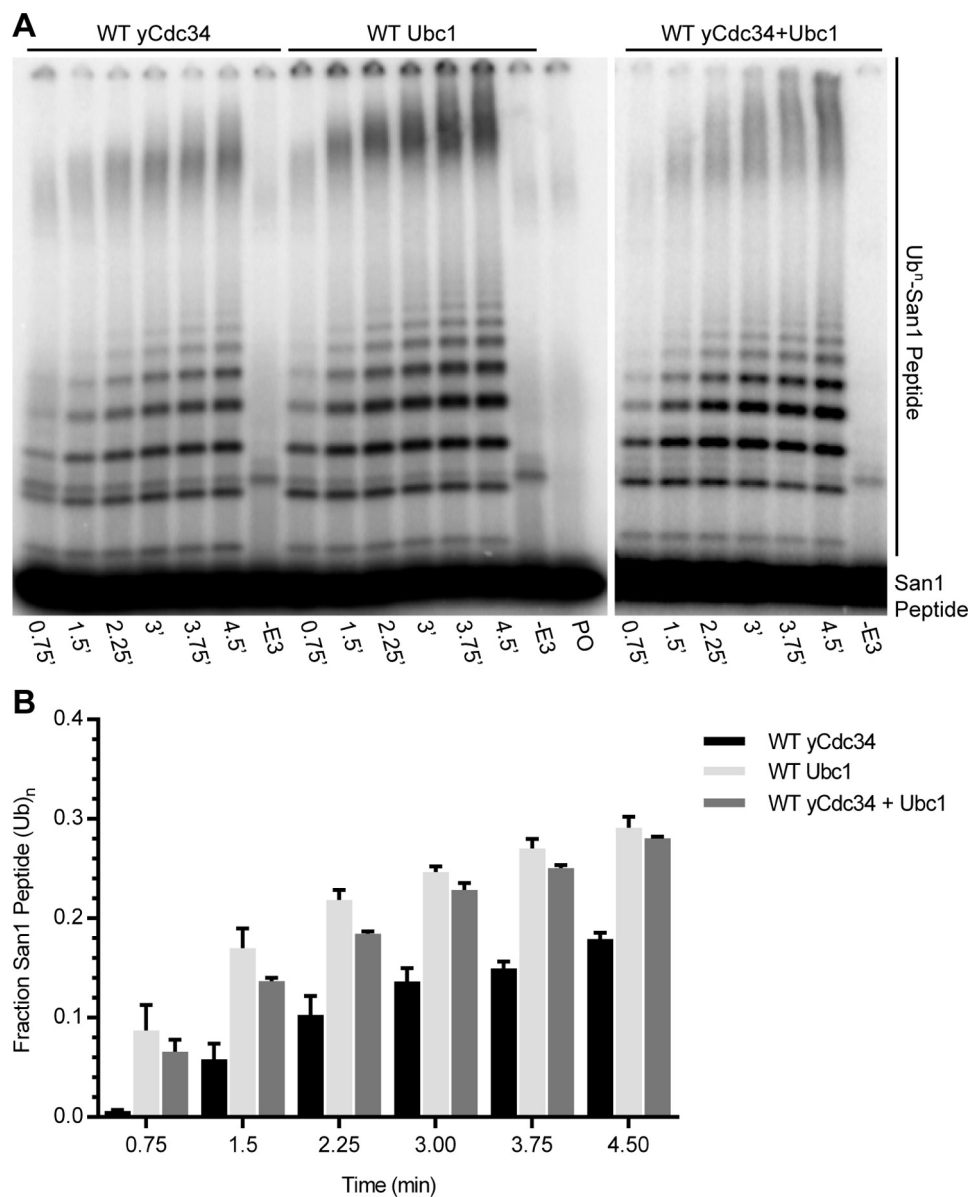 A
WT yCdc34 WT Ubc1 WT yCdc34+Ubc1
Ubⁿ-San1 Peptide
San1
Peptide
0.75' 1.5' 2.25' 3' 3.75' 4.5' -E3 0.75' 1.5' 2.25' 3' 3.75' 4.5' -E3 PO 0.75' 1.5' 2.25' 3' 3.75' 4.5' -E3
B
Fraction San1 Peptide (Ub)ₙ
0.4
0.3
0.2
0.1
0.0
0.75 1.5 2.25 3.00 3.75 4.50
Time (min)
WT yCdc34
WT Ubc1
WT yCdc34 + Ubc1